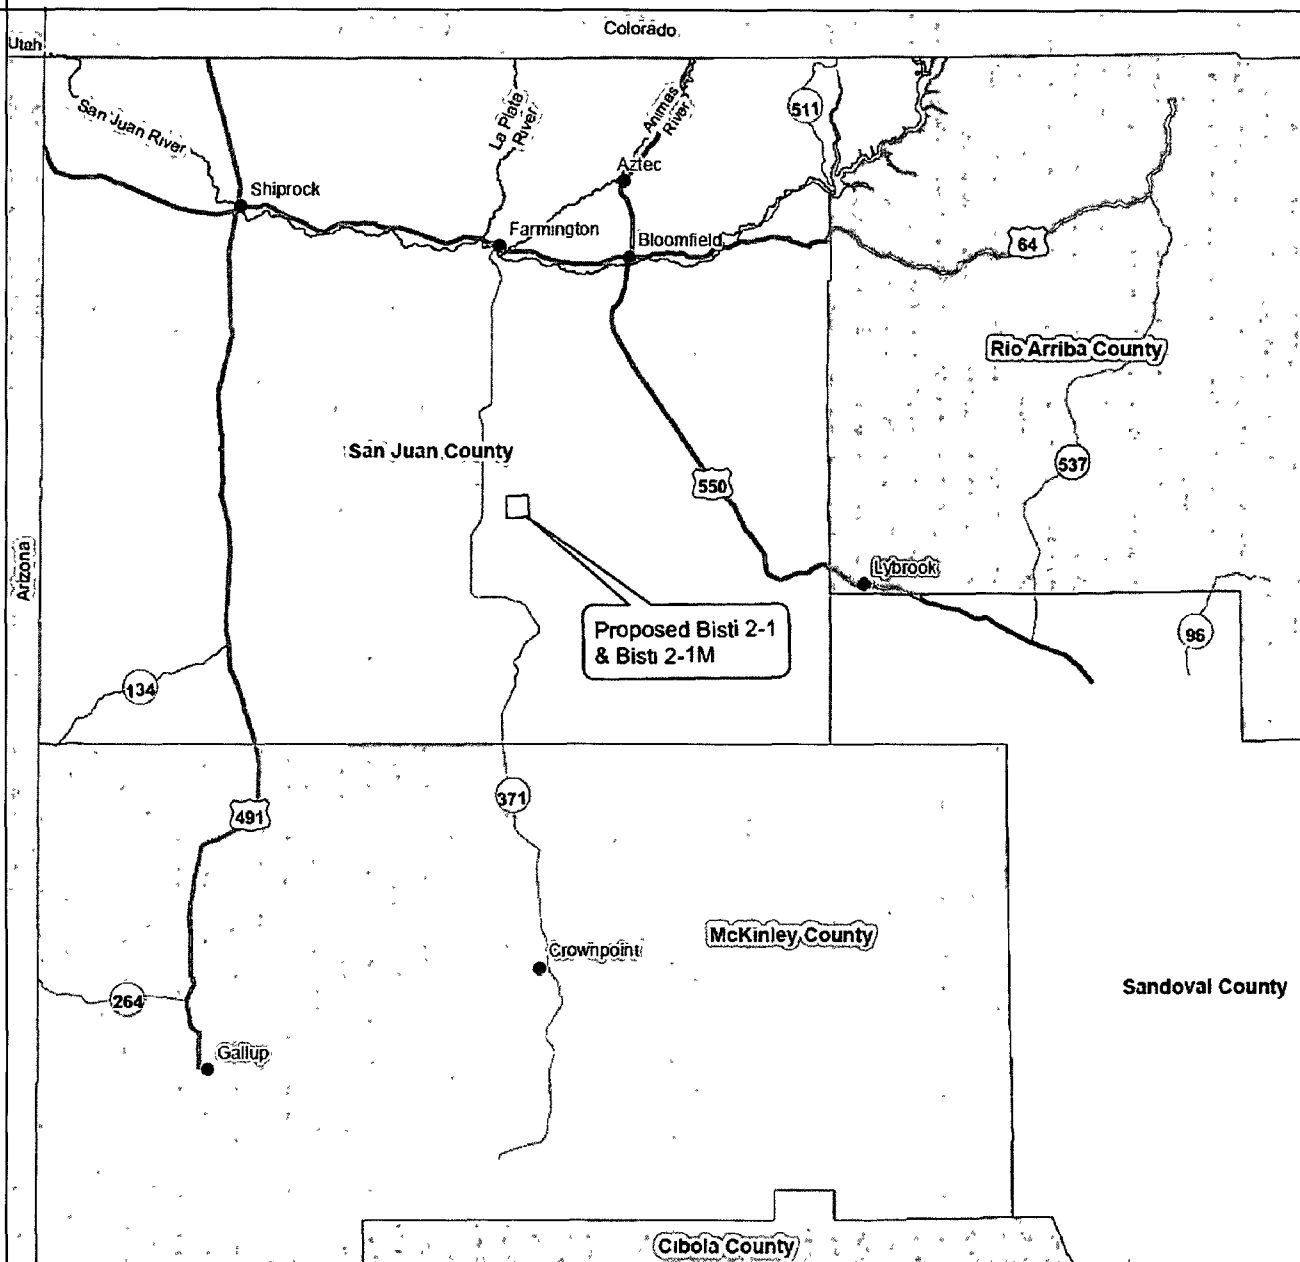 Colorado
Utah
San Juan River
La Plata
River
Animas
River
511
Aztec
Shiprock
Farmington
Bloomfield
64
Rio Arriba County
San Juan County
537
550
Arizona
Lybrook
Proposed Bisti 2-1
& Bisti 2-1M
96
134
371
491
McKinley County
Crownpoint
Sandoval County
264
Gallup
Cibola County